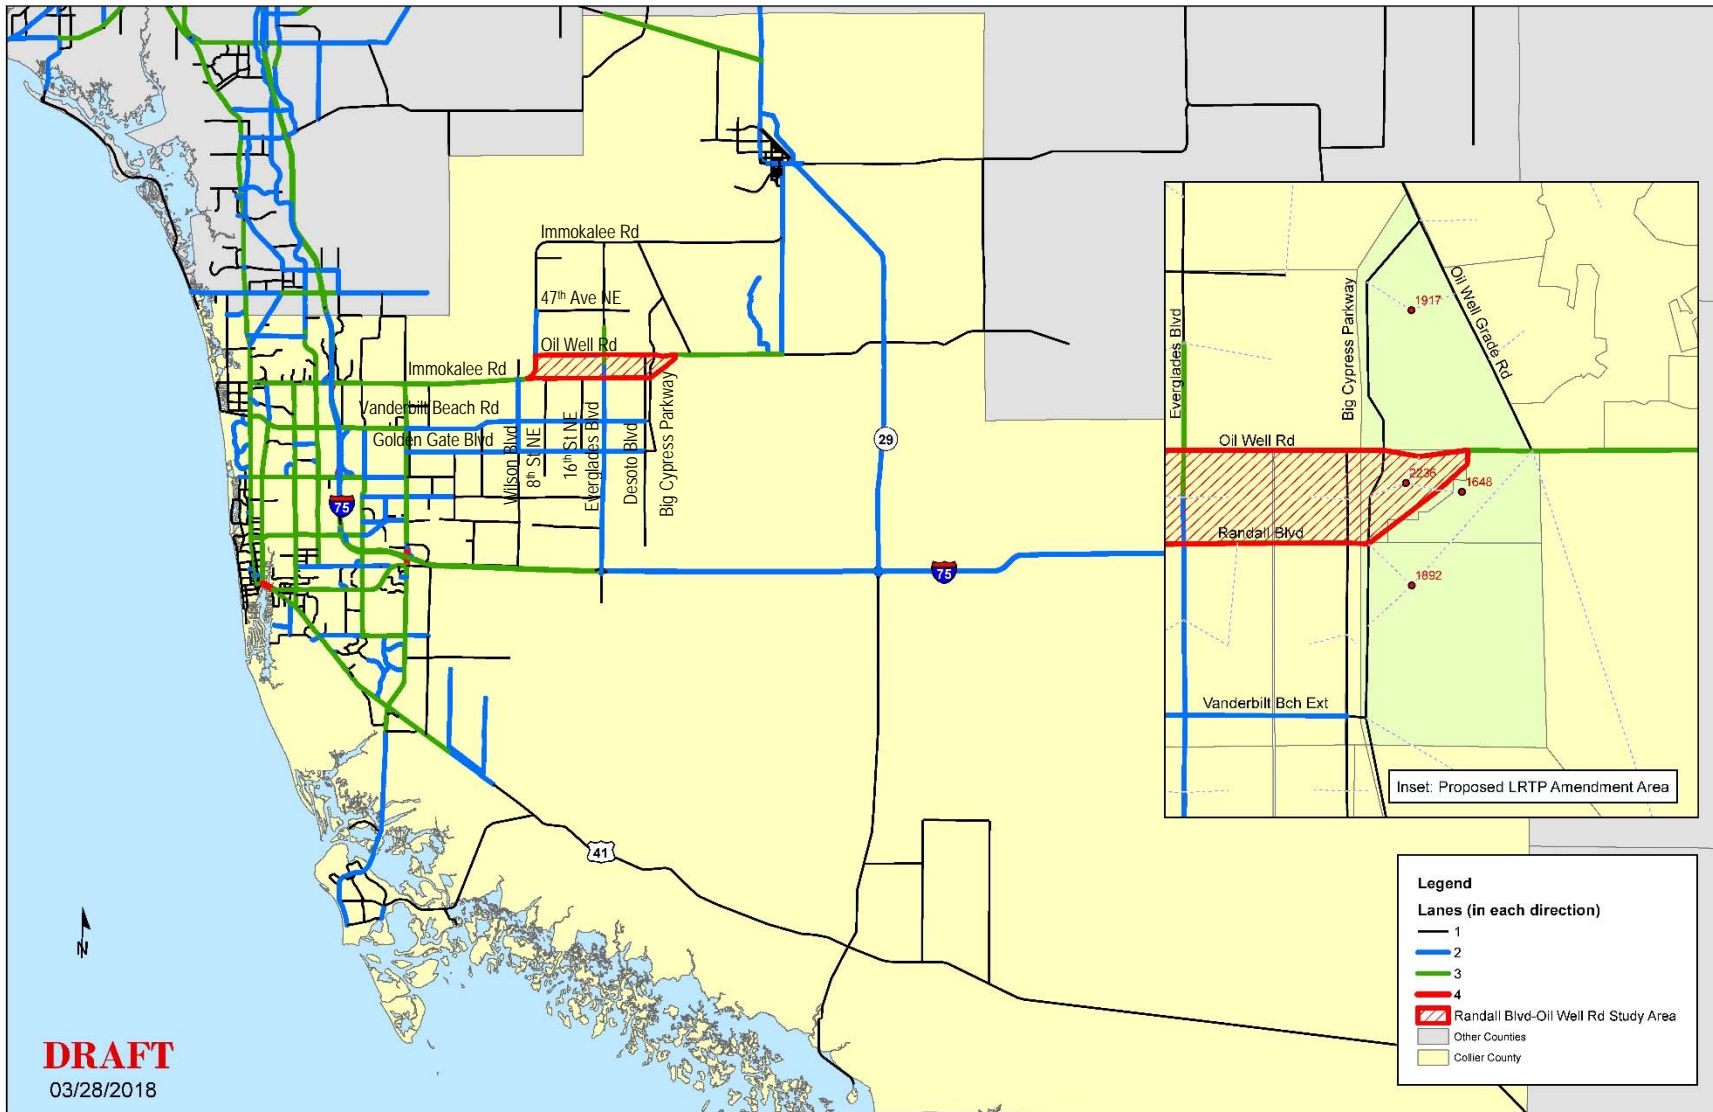 Immokalee Rd
47th Ave NE
Oil Well Rd
Immokalee Rd
Vanderbilt Beach Rd
Golden Gate Blvd
Wilson Blvd
8th St NE
16th St NE
Everglades Blvd
Desoto Blvd
Big Cypress Parkway
29
75
75
41
N
DRAFT
03/28/2018
Everglades Blvd
Big Cypress Parkway
Oil Well Grade Rd
1917
Oil Well Rd
2236
1648
Randall Blvd
1892
Vanderbilt Bch Ext
Inset: Proposed LRTP Amendment Area
Legend
Lanes (in each direction)
1
2
3
4
Randall Blvd-Oil Well Rd Study Area
Other Counties
Collier County